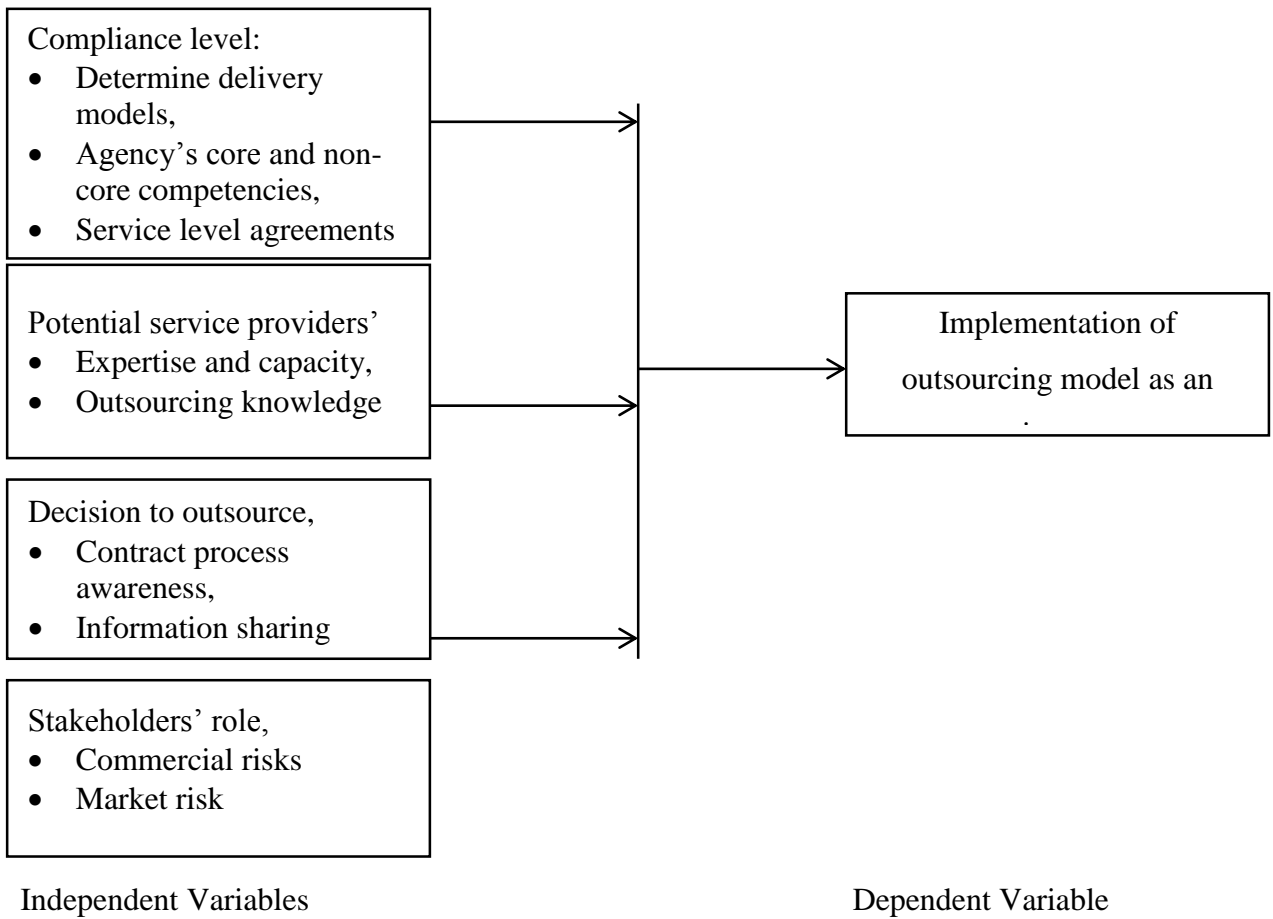 Compliance level:
• Determine delivery
models,
• Agency’s core and non-
core competencies,
• Service level agreements
Potential service providers’
• Expertise and capacity,
• Outsourcing knowledge
Decision to outsource,
• Contract process
awareness,
• Information sharing
Stakeholders’ role,
• Commercial risks
• Market risk
Implementation of
outsourcing model as an
Independent Variables
Dependent Variable